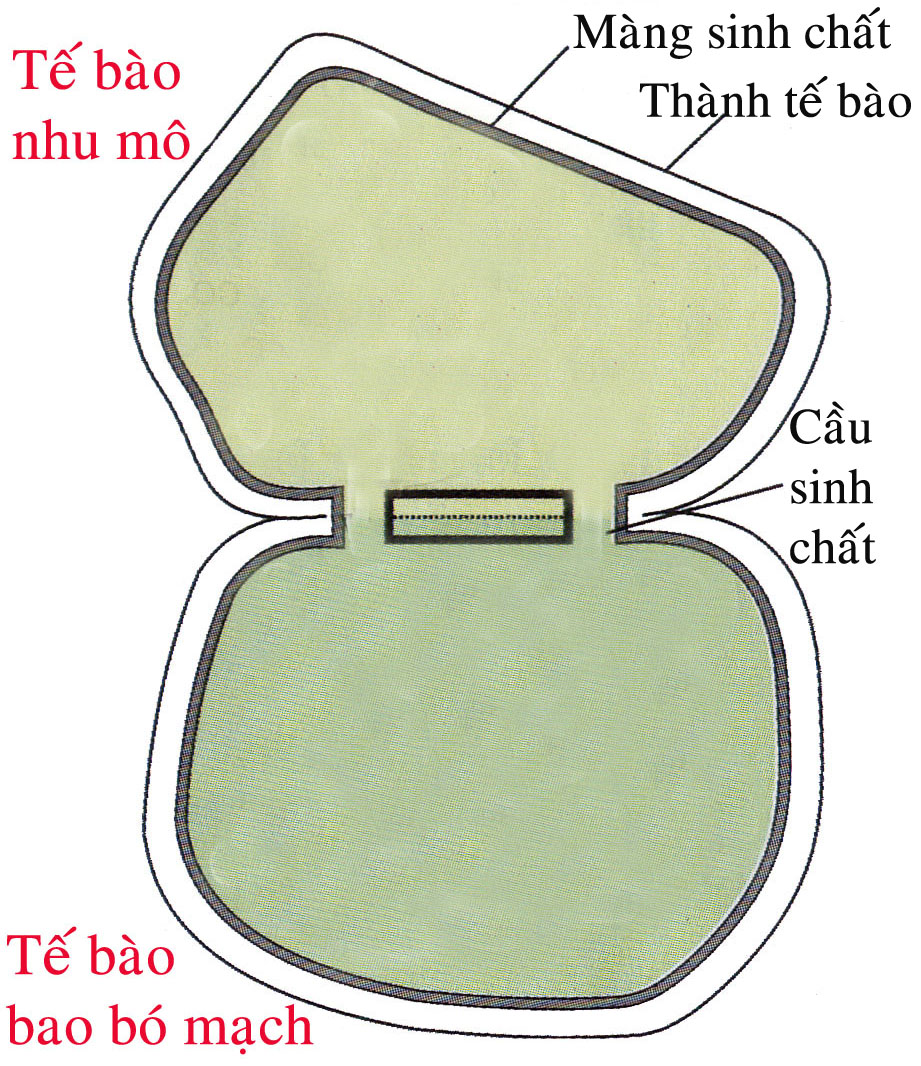 Màng sinh chất
Thành tế bào
Tế bào
nhu mô
Cầu
sinh
chất
Tế bào
bao bó mạch